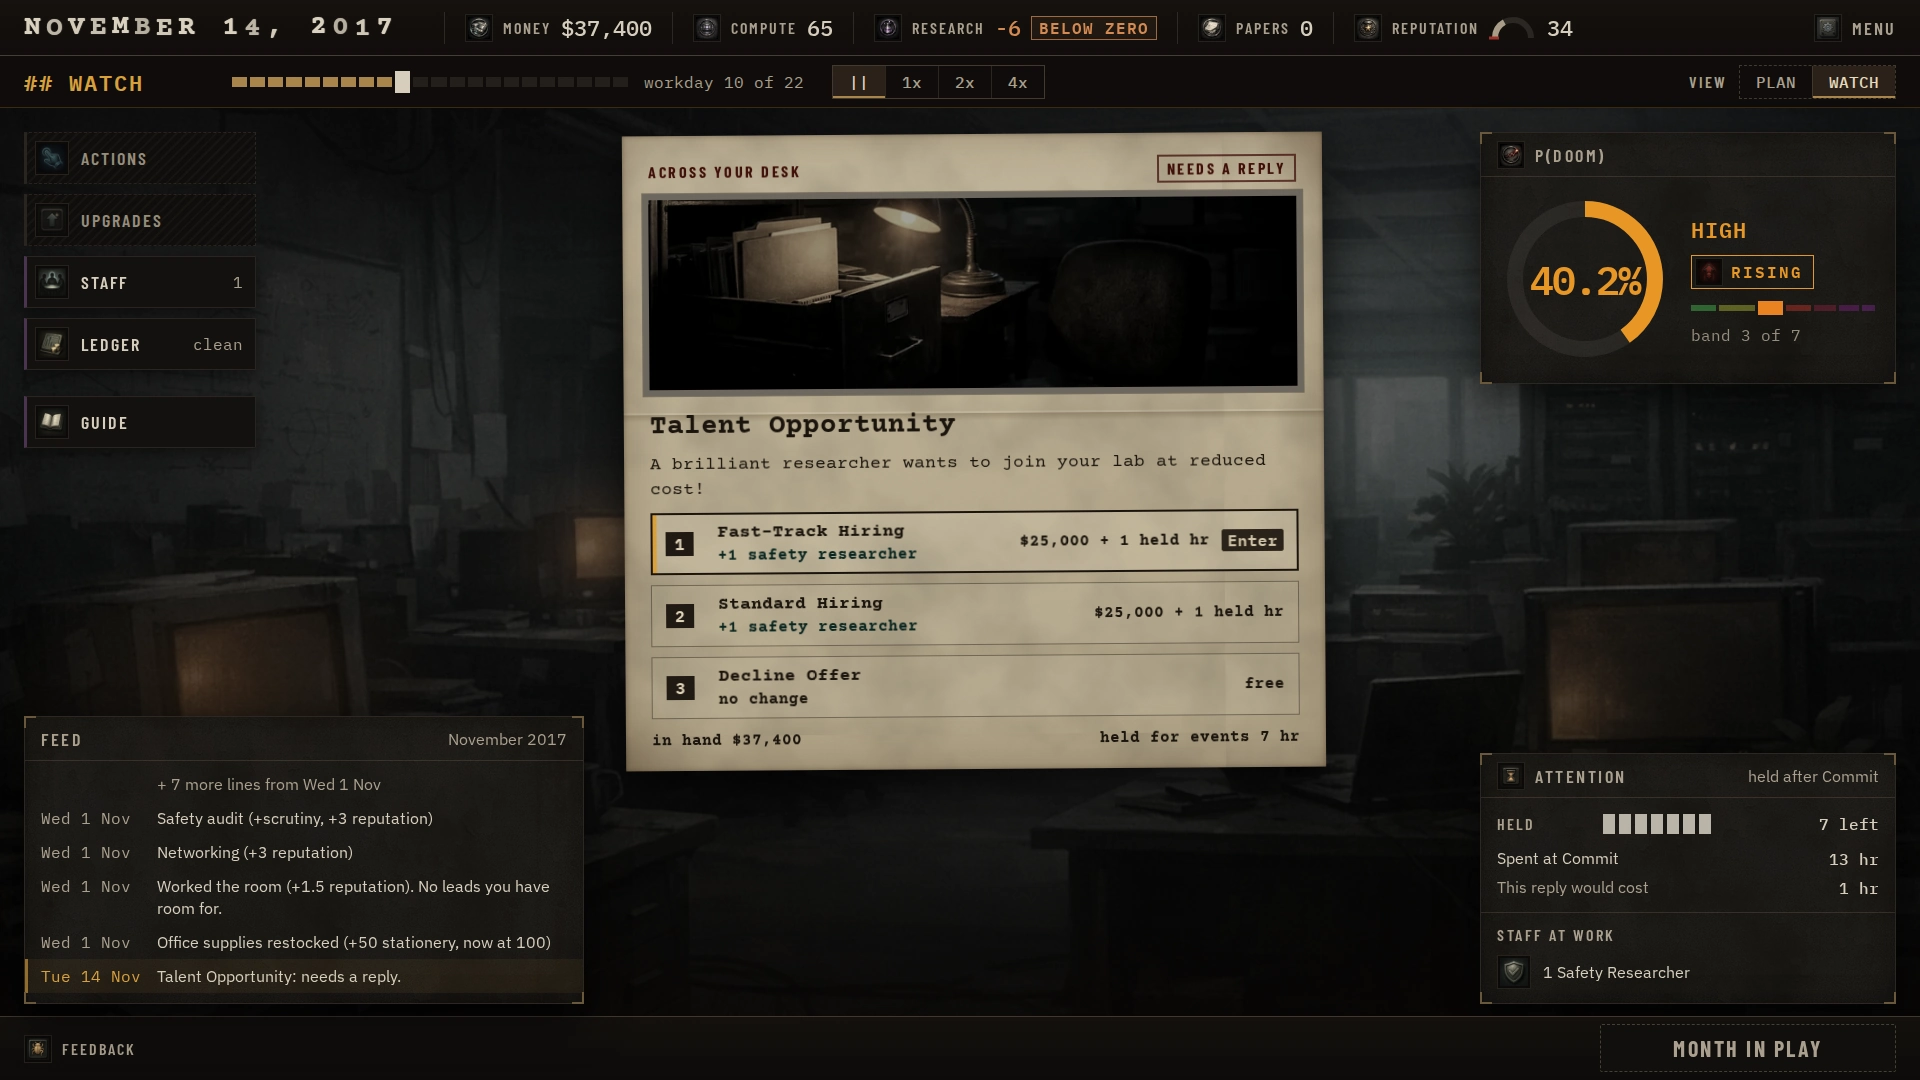 NOVEMBER 14, 2017
MONEY $37,400
COMPUTE 65
RESEARCH -6 BELOW ZERO
PAPERS 0
REPUTATION 34
MENU
## WATCH
workday 10 of 22
|| 1x 2x 4x
VIEW PLAN WATCH
ACTIONS
UPGRADES
STAFF 1
LEDGER clean
GUIDE
ACROSS YOUR DESK
NEEDS A REPLY
Talent Opportunity
A brilliant researcher wants to join your lab at reduced
cost!
1 Fast-Track Hiring $25,000 + 1 held hr Enter
+1 safety researcher
2 Standard Hiring $25,000 + 1 held hr
+1 safety researcher
3 Decline Offer free
no change
in hand $37,400 held for events 7 hr
P(DOOM)
40.2%
HIGH
RISING
band 3 of 7
FEED November 2017
+ 7 more lines from Wed 1 Nov
Wed 1 Nov Safety audit (+scrutiny, +3 reputation)
Wed 1 Nov Networking (+3 reputation)
Wed 1 Nov Worked the room (+1.5 reputation). No leads you have
room for.
Wed 1 Nov Office supplies restocked (+50 stationery, now at 100)
Tue 14 Nov Talent Opportunity: needs a reply.
ATTENTION held after Commit
HELD 7 left
Spent at Commit 13 hr
This reply would cost 1 hr
STAFF AT WORK
1 Safety Researcher
FEEDBACK
MONTH IN PLAY